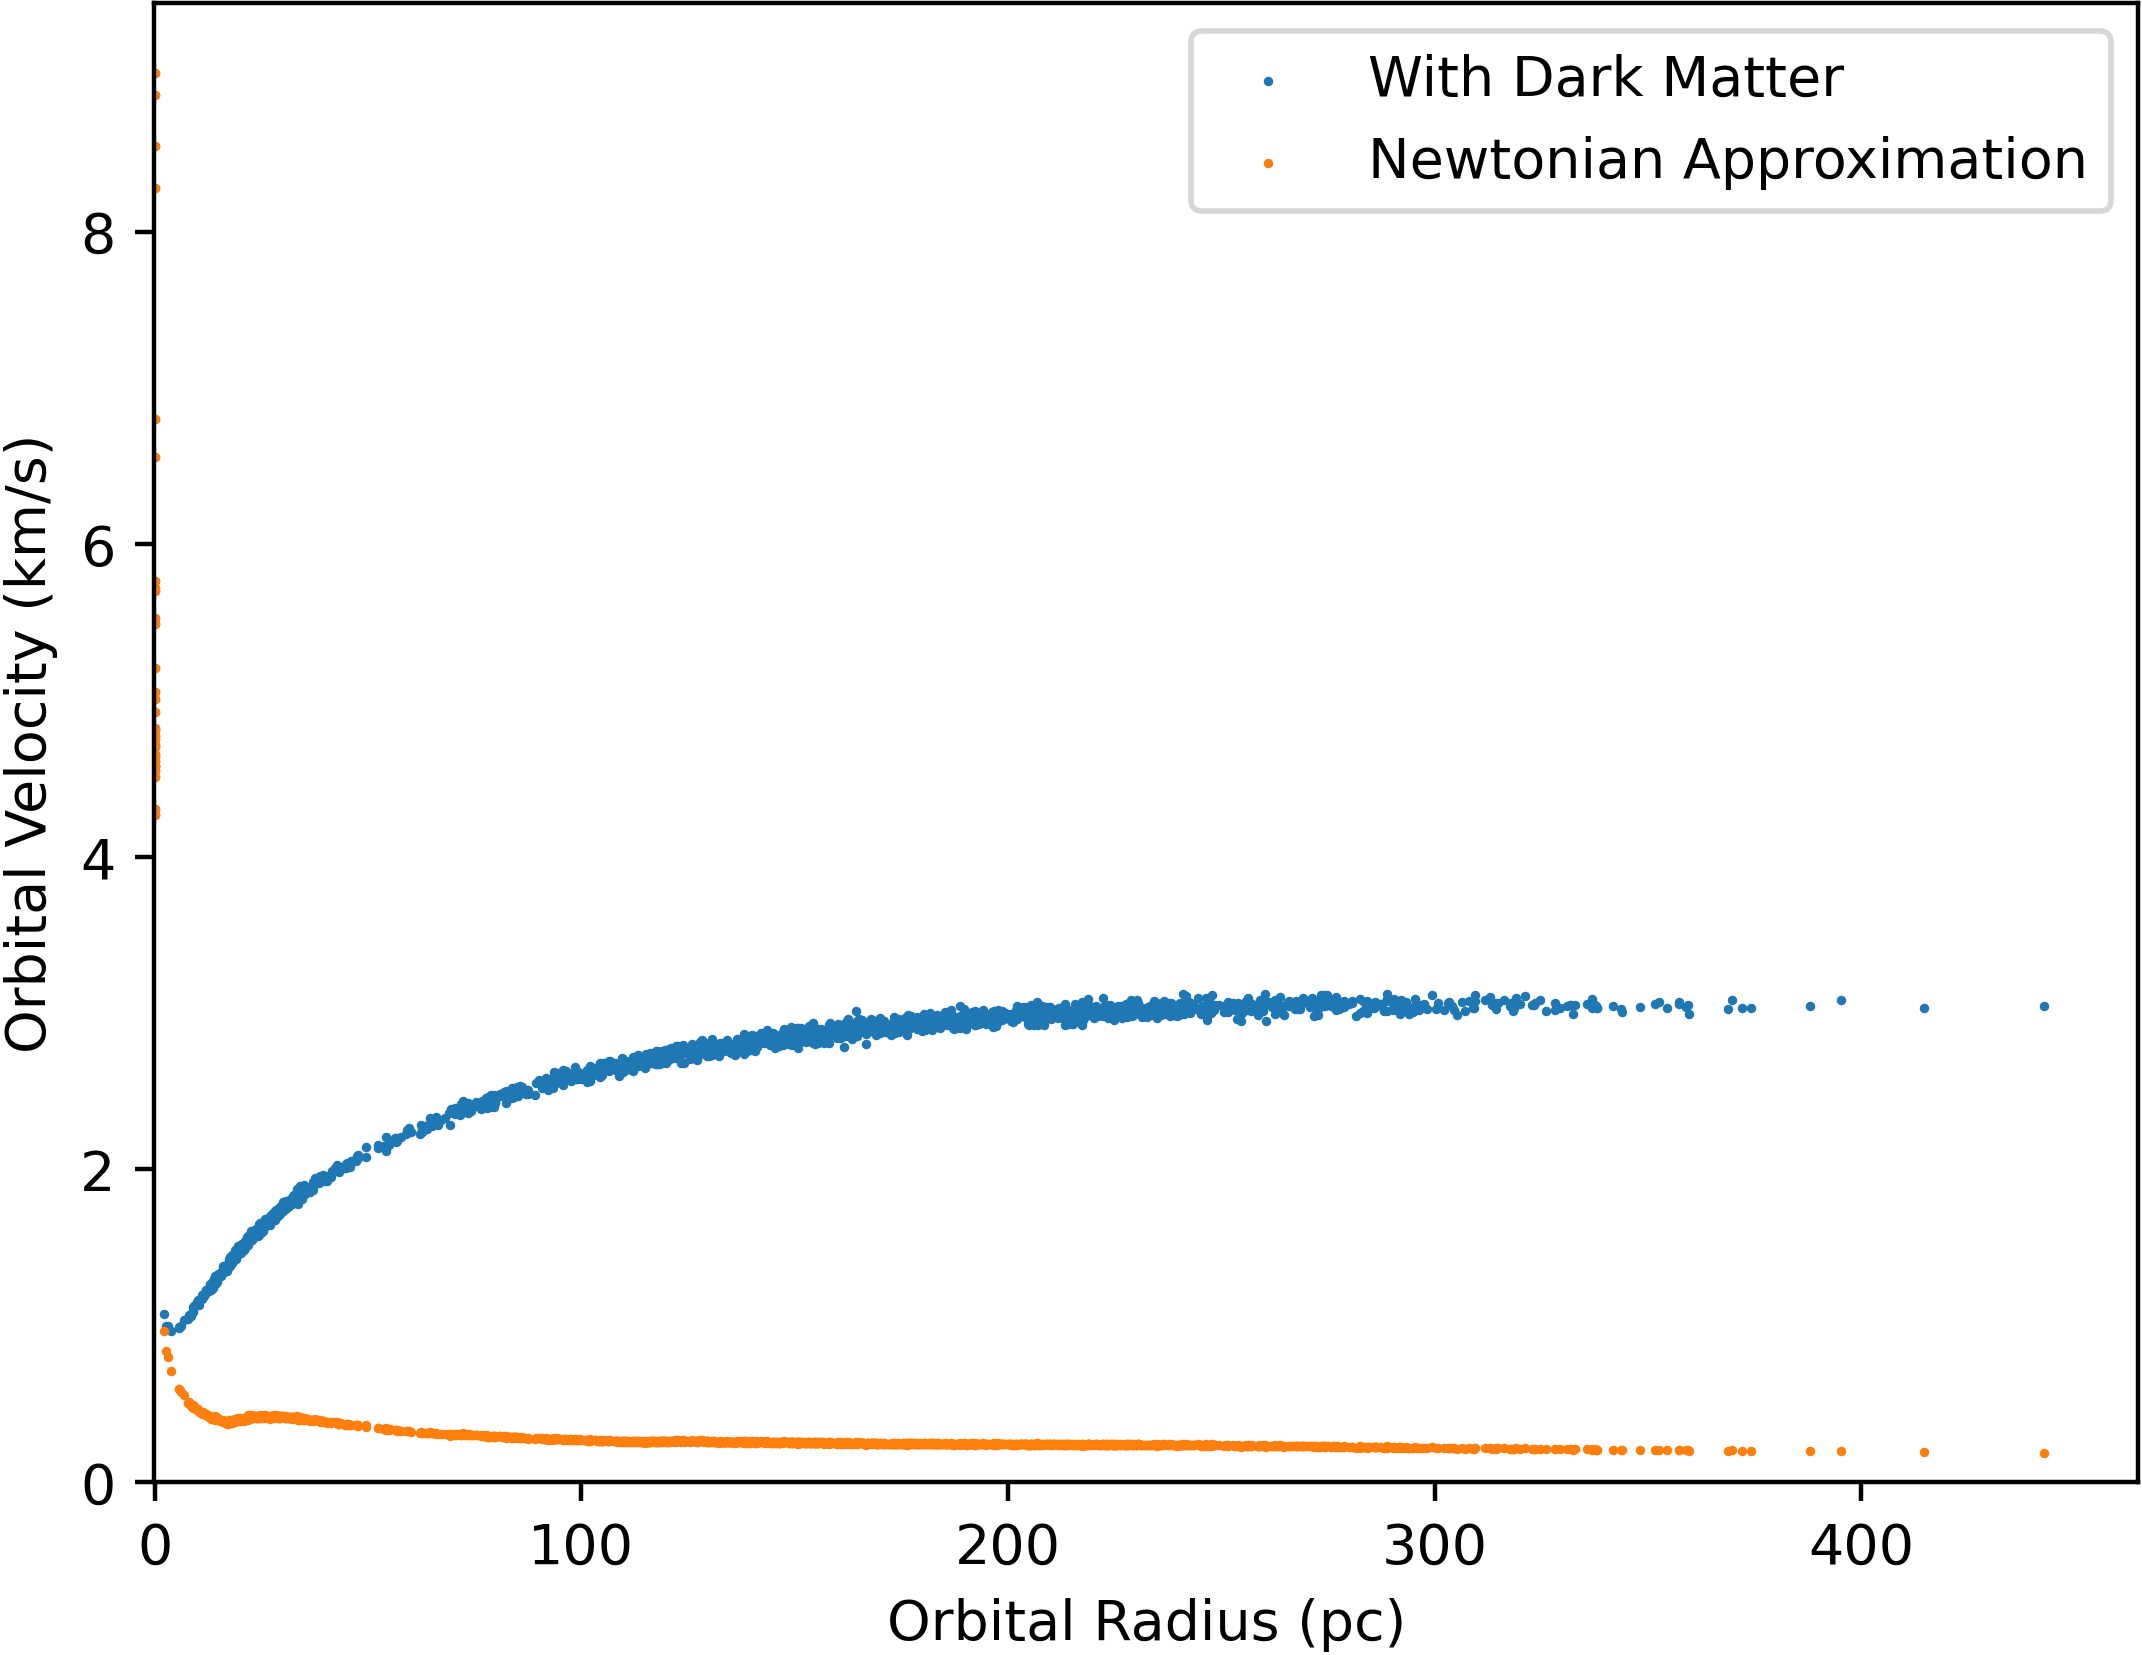 With Dark Matter
Newtonian Approximation
8
6
4
2
0
Orbital Velocity (km/s)
0 100 200 300 400
Orbital Radius (pc)